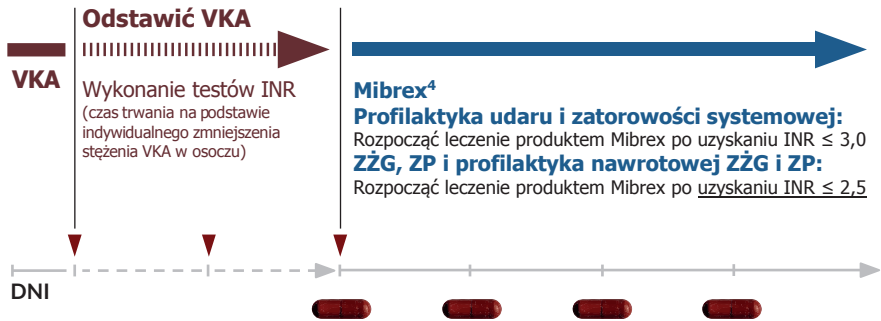 Odstawić VKA
VKA
Wykonanie testów INR
(czas trwania na podstawie
indywidualnego zmniejszenia
stężenia VKA w osoczu)
Mibrex⁴
Profilaktyka udaru i zatorowości systemowej:
Rozpocząć leczenie produktem Mibrex po uzyskaniu INR ≤ 3,0
ZŻG, ZP i profilaktyka nawrotowej ZŻG i ZP:
Rozpocząć leczenie produktem Mibrex po uzyskaniu INR ≤ 2,5
DNI